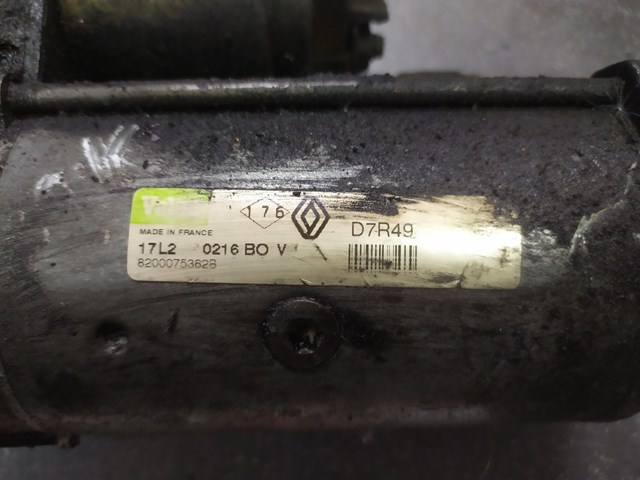 176
D7R49
MADE IN FRANCE
17L2 0216 BO V
8200075362B